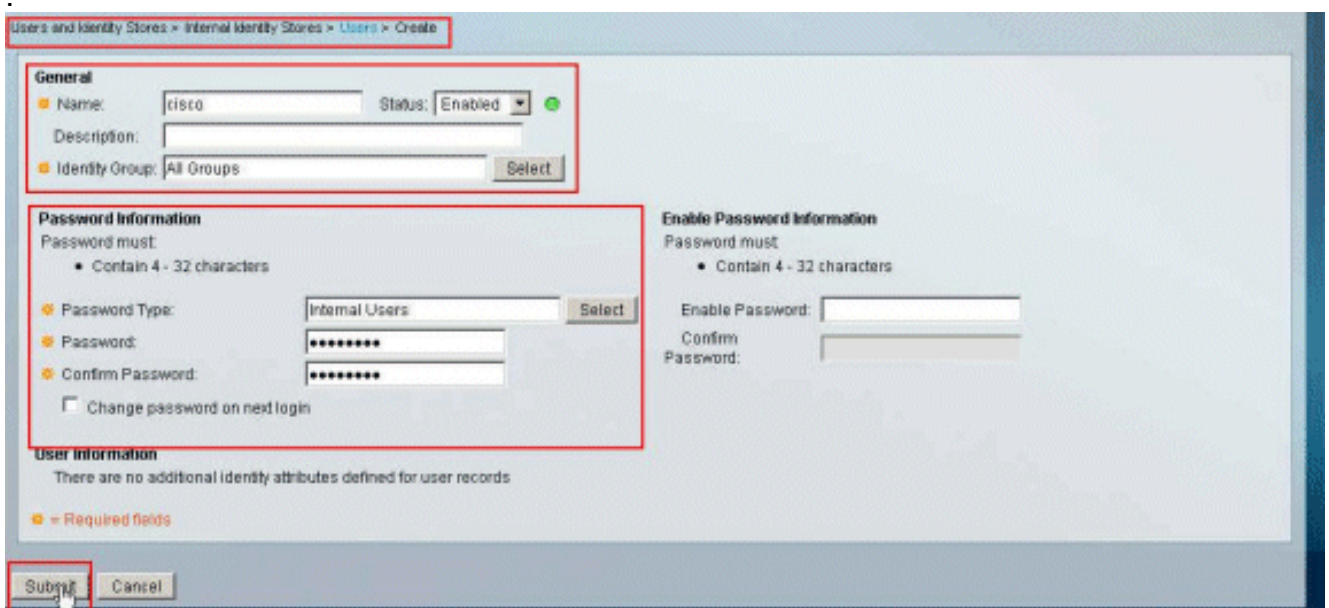 .
Users and Identity Stores > Internal Identity Stores > Users > Create
General
Name: cisco Status: Enabled
Description:
Identity Group: All Groups Select
Password Information
Password must:
• Contain 4 - 32 characters
Password Type: Internal Users Select
Password: ••••••••
Confirm Password: ••••••••
Change password on next login
Enable Password Information
Password must
• Contain 4 - 32 characters
Enable Password:
Confirm
Password:
User Information
There are no additional identity attributes defined for user records
= Required fields
Submit Cancel